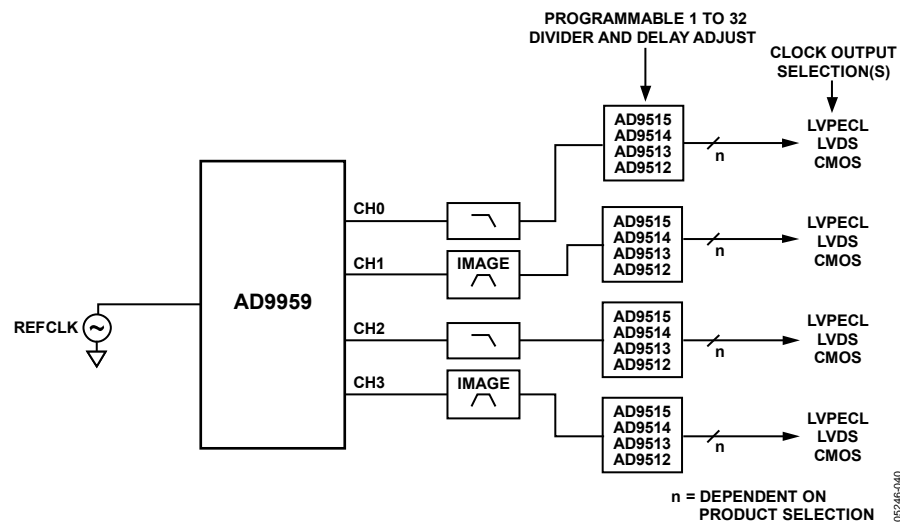 PROGRAMMABLE 1 TO 32
DIVIDER AND DELAY ADJUST
CLOCK OUTPUT
SELECTION(S)
AD9515
AD9514
AD9513
AD9512
n
LVPECL
LVDS
CMOS
CH0
AD9515
AD9514
AD9513
AD9512
n
LVPECL
LVDS
CMOS
CH1
IMAGE
AD9959
REFCLK
CH2
AD9515
AD9514
AD9513
AD9512
n
LVPECL
LVDS
CMOS
CH3
IMAGE
AD9515
AD9514
AD9513
AD9512
n
LVPECL
LVDS
CMOS
n = DEPENDENT ON
PRODUCT SELECTION
05246-040